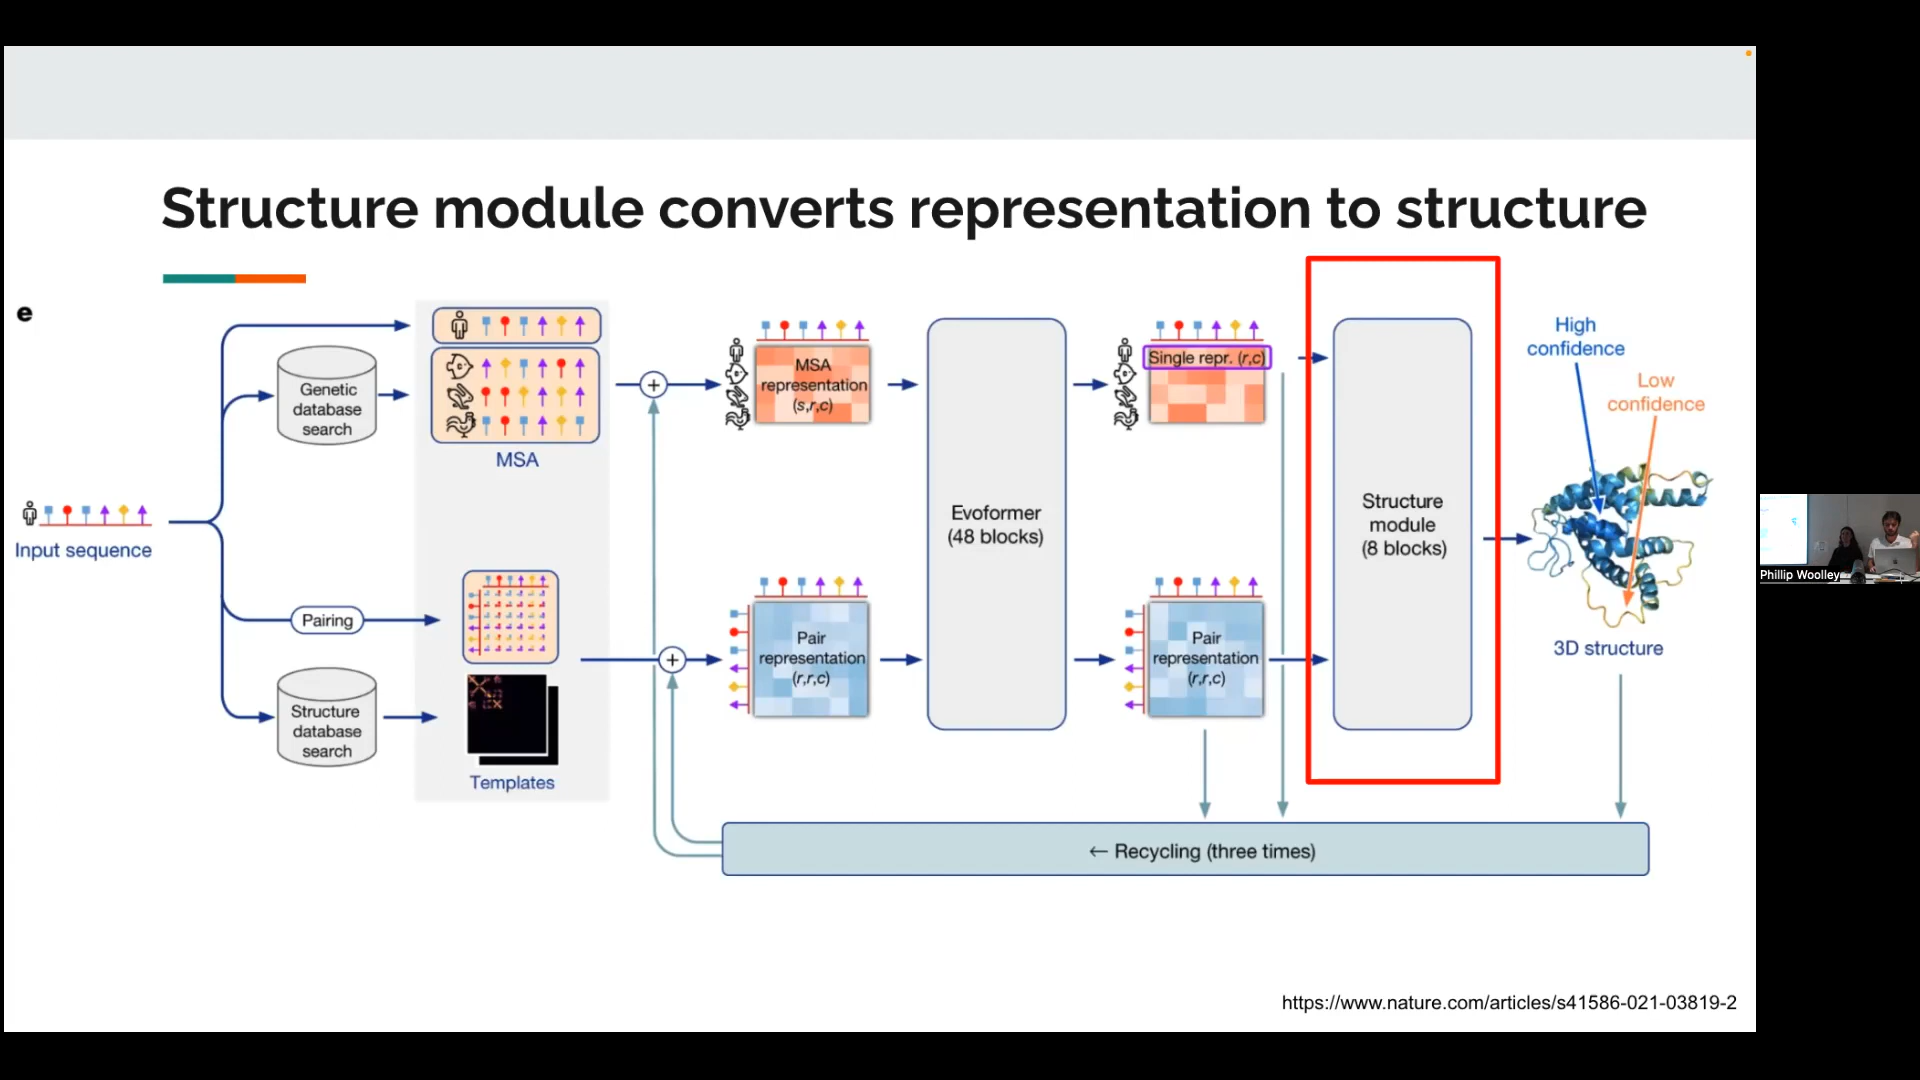 Structure module converts representation to structure
e
Genetic
database
search
MSA
Input sequence
Pairing
Structure
database
search
Templates
MSA
representation
(s,r,c)
Pair
representation
(r,r,c)
Evoformer
(48 blocks)
Single repr. (r,c)
Pair
representation
(r,r,c)
Structure
module
(8 blocks)
High
confidence
Low
confidence
3D structure
← Recycling (three times)
https://www.nature.com/articles/s41586-021-03819-2
Phillip Woolley